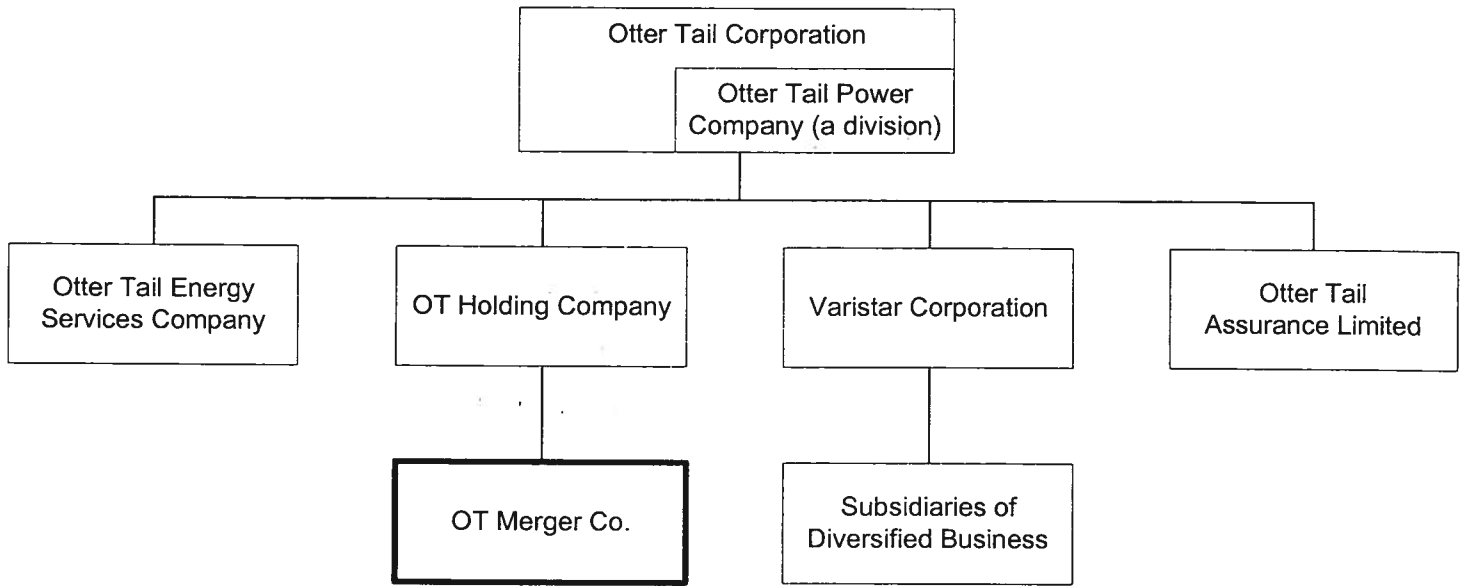 Otter Tail Corporation
Otter Tail Power
Company (a division)
Otter Tail Energy
Services Company
OT Holding Company
Varistar Corporation
Otter Tail
Assurance Limited
OT Merger Co.
Subsidiaries of
Diversified Business